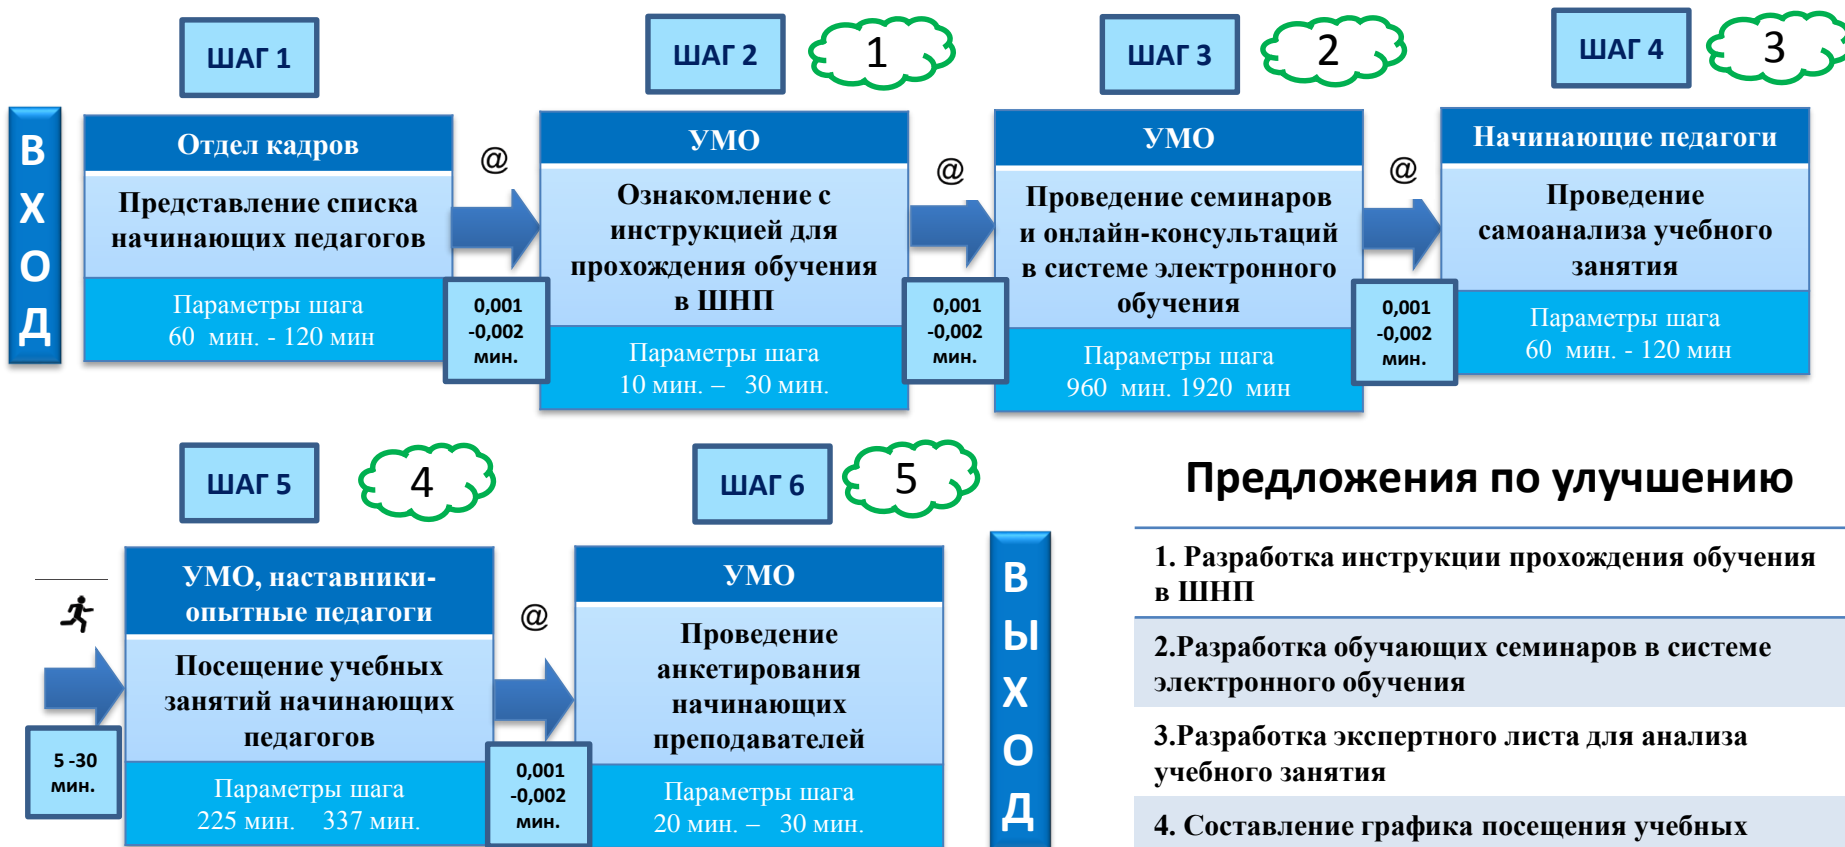 ШАГ 1
ШАГ 2
1
ШАГ 3
2
ШАГ 4
3
В
Х
О
Д
Отдел кадров
Представление списка
начинающих педагогов
Параметры шага
60 мин. - 120 мин
@
0,001
-0,002
мин.
УМО
Ознакомление с
инструкцией для
прохождения обучения
в ШНП
Параметры шага
10 мин. – 30 мин.
@
0,001
-0,002
мин.
УМО
Проведение семинаров
и онлайн-консультаций
в системе электронного
обучения
Параметры шага
960 мин. 1920 мин
@
0,001
-0,002
мин.
Начинающие педагоги
Проведение
самоанализа учебного
занятия
Параметры шага
60 мин. - 120 мин
ШАГ 5
4
ШАГ 6
5
5 -30
мин.
УМО, наставники-
опытные педагоги
Посещение учебных
занятий начинающих
педагогов
Параметры шага
225 мин. 337 мин.
@
0,001
-0,002
мин.
УМО
Проведение
анкетирования
начинающих
преподавателей
Параметры шага
20 мин. – 30 мин.
В
Ы
Х
О
Д
Предложения по улучшению
1. Разработка инструкции прохождения обучения
в ШНП
2.Разработка обучающих семинаров в системе
электронного обучения
3.Разработка экспертного листа для анализа
учебного занятия
4. Составление графика посещения учебных